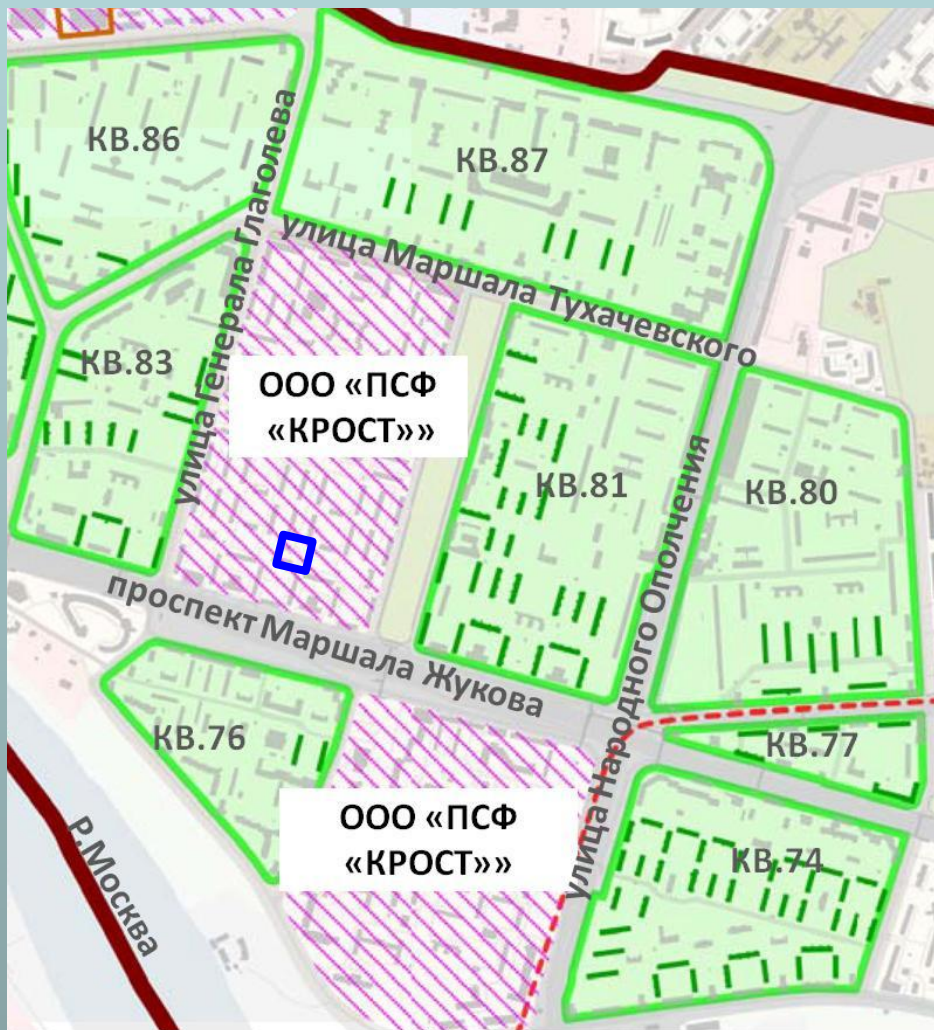 КВ.86
КВ.87
улица Генерала Глаголева
улица Маршала Тухачевского
КВ.83
ООО «ПСФ
«КРОСТ»»
КВ.81
КВ.80
улица Народного Ополчения
проспект Маршала Жукова
КВ.76
КВ.77
ООО «ПСФ
«КРОСТ»»
КВ.74
Р.Москва